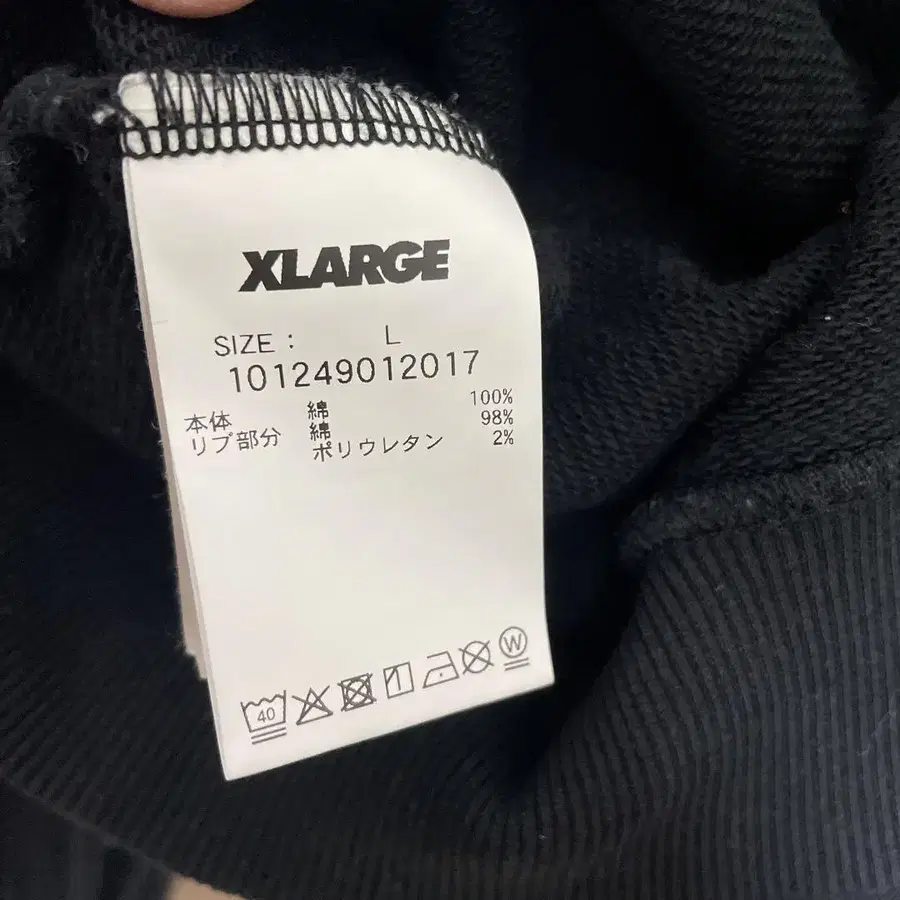 XLARGE
SIZE : L
101249012017
本体 綿 100%
リブ部分 綿 98%
ポリウレタン 2%
40
W